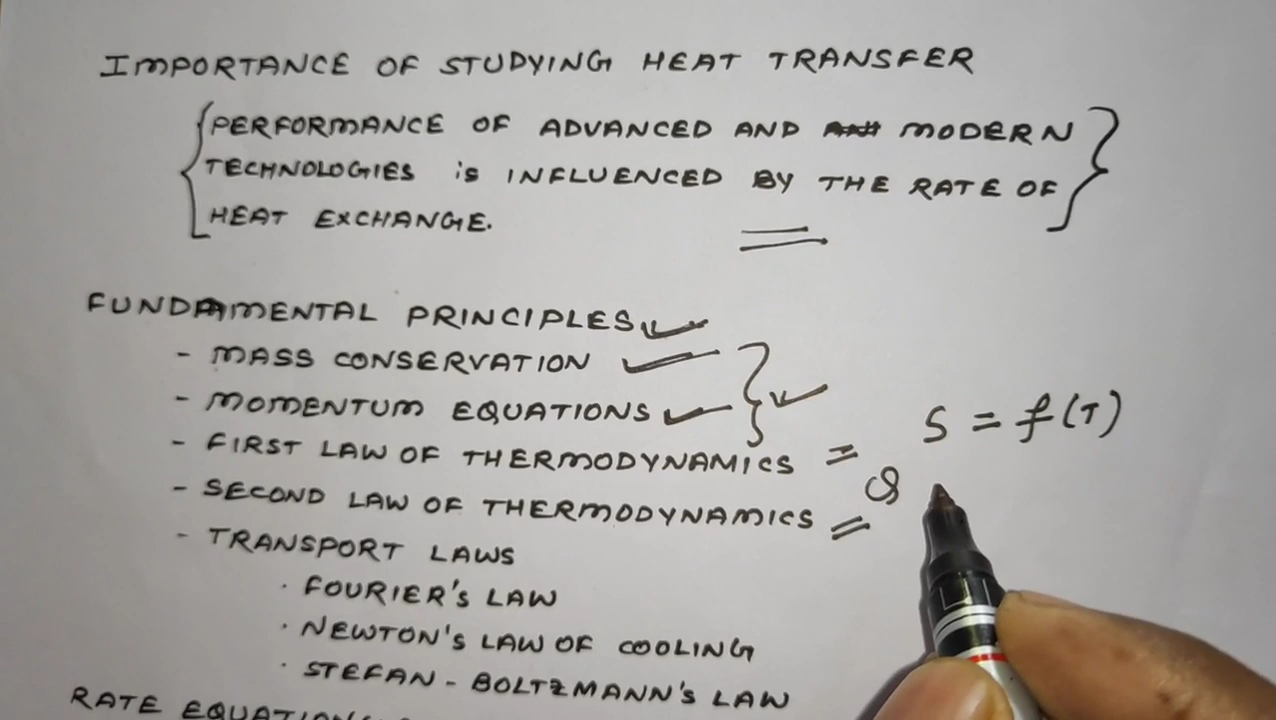 IMPORTANCE OF STUDYING HEAT TRANSFER
PERFORMANCE OF ADVANCED AND MODERN
TECHNOLOGIES is INFLUENCED BY THE RATE OF
HEAT EXCHANGE.
FUNDAMENTAL PRINCIPLES
- MASS CONSERVATION
- MOMENTUM EQUATIONS
- FIRST LAW OF THERMODYNAMICS
S = f(T)
- SECOND LAW OF THERMODYNAMICS
- TRANSPORT LAWS
· FOURIER'S LAW
· NEWTON'S LAW OF COOLING
· STEFAN - BOLTZMANN'S LAW
RATE